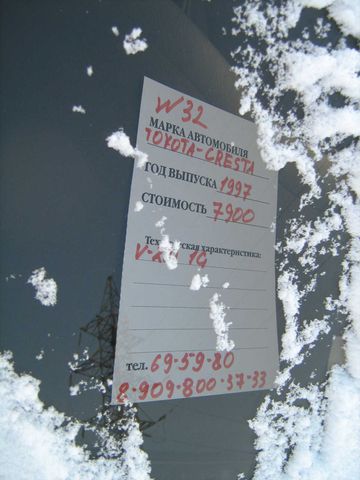 W 32
МАРКА АВТОМОБИЛЯ
TOYOTA-CRESTA
ГОД ВЫПУСКА 1997
СТОИМОСТЬ 7900
характеристика:
1G
тел. 69-59-80
8-909-800-37-33